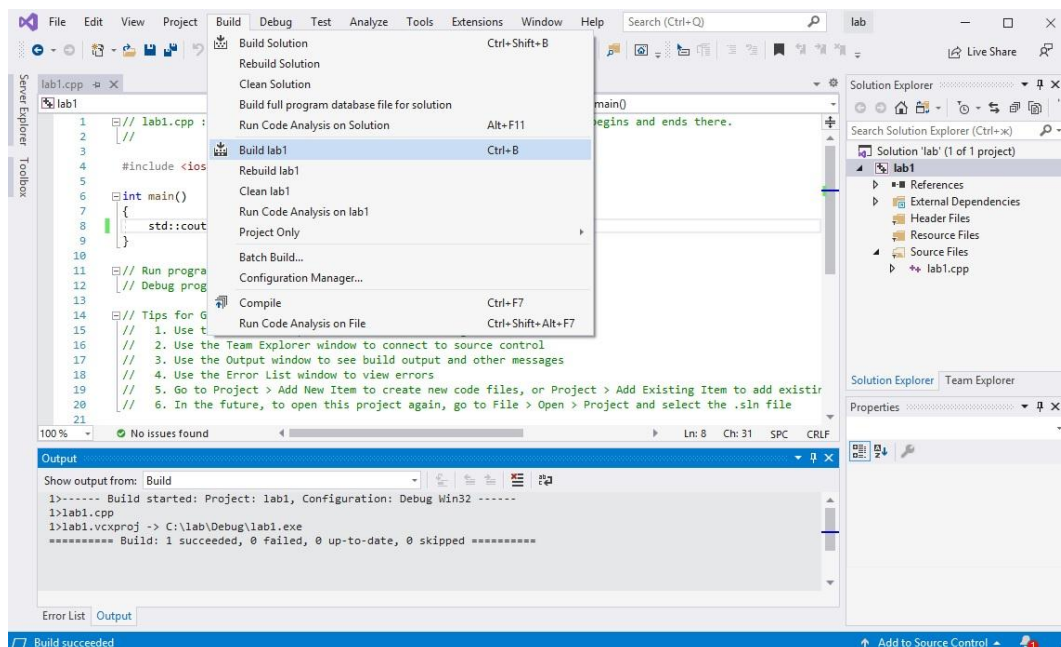 File Edit View Project Build Debug Test Analyze Tools Extensions Window Help Search (Ctrl+Q) lab
Live Share
Server Explorer
Toolbox
Build Solution Ctrl+Shift+B
Rebuild Solution
Clean Solution
Build full program database file for solution
Run Code Analysis on Solution Alt+F11
Build lab1 Ctrl+B
Rebuild lab1
Clean lab1
Run Code Analysis on lab1
Project Only
Batch Build...
Configuration Manager...
Compile Ctrl+F7
Run Code Analysis on File Ctrl+Shift+Alt+F7
lab1.cpp
lab1 main()
1 // lab1.cpp : begins and ends there.
2 //
3
4 #include <ios
5
6 int main()
7 {
8 std::cout
9 }
10
11 // Run progra
12 // Debug prog
13
14 // Tips for G
15 // 1. Use t
16 // 2. Use the Team Explorer window to connect to source control
17 // 3. Use the Output window to see build output and other messages
18 // 4. Use the Error List window to view errors
19 // 5. Go to Project > Add New Item to create new code files, or Project > Add Existing Item to add existin
20 // 6. In the future, to open this project again, go to File > Open > Project and select the .sln file
21
100 % No issues found Ln: 8 Ch: 31 SPC CRLF
Output
Show output from: Build
1>------ Build started: Project: lab1, Configuration: Debug Win32 ------
1>lab1.cpp
1>lab1.vcxproj -> C:\lab\Debug\lab1.exe
========== Build: 1 succeeded, 0 failed, 0 up-to-date, 0 skipped ==========
Error List Output
Solution Explorer
Search Solution Explorer (Ctrl+ж)
Solution 'lab' (1 of 1 project)
lab1
References
External Dependencies
Header Files
Resource Files
Source Files
lab1.cpp
Solution Explorer Team Explorer
Properties
Build succeeded Add to Source Control 1